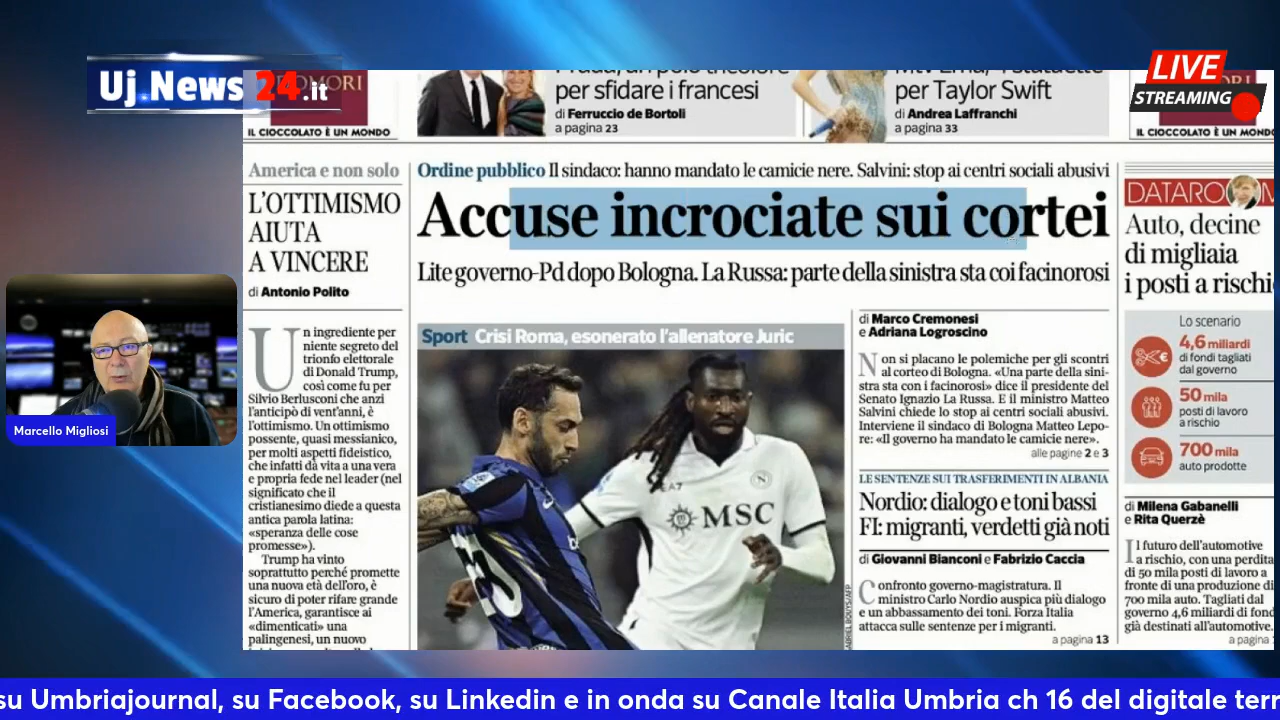 Uj.News 24.it
LIVE
STREAMING
IL CIOCCOLATO È UN MONDO
per sfidare i francesi
di Ferruccio de Bortoli
a pagina 23
per Taylor Swift
di Andrea Laffranchi
a pagina 33
IL CIOCCOLATO È UN MONDO
America e non solo
L'OTTIMISMO
AIUTA
A VINCERE
di Antonio Polito
Un ingrediente per
niente segreto del
trionfo elettorale
di Donald Trump,
così come fu per
Silvio Berlusconi che anzi
l'anticipò di vent'anni, è
l'ottimismo. Un ottimismo
possente, quasi messianico,
per molti aspetti fideistico,
che infatti dà vita a una vera
e propria fede nel leader (nel
significato che il
cristianesimo diede a questa
antica parola latina:
«speranza delle cose
promesse»).
Trump ha vinto
soprattutto perché promette
una nuova età dell'oro, è
sicuro di poter rifare grande
l'America, garantisce ai
«dimenticati» una
palingenesi, un nuovo
Ordine pubblico Il sindaco: hanno mandato le camicie nere. Salvini: stop ai centri sociali abusivi
Accuse incrociate sui cortei
Lite governo-Pd dopo Bologna. La Russa: parte della sinistra sta coi facinorosi
Sport Crisi Roma, esonerato l'allenatore Juric
MSC
EA7
GABRIEL BOUYS/AFP
di Marco Cremonesi
e Adriana Logroscino
Non si placano le polemiche per gli scontri
al corteo di Bologna. «Una parte della sini-
stra sta con i facinorosi» dice il presidente del
Senato Ignazio La Russa. E il ministro Matteo
Salvini chiede lo stop ai centri sociali abusivi.
Interviene il sindaco di Bologna Matteo Lepo-
re: «Il governo ha mandato le camicie nere».
alle pagine 2 e 3
LE SENTENZE SUI TRASFERIMENTI IN ALBANIA
Nordio: dialogo e toni bassi
FI: migranti, verdetti già noti
di Giovanni Bianconi e Fabrizio Caccia
Confronto governo-magistratura. Il
ministro Carlo Nordio auspica più dialogo
e un abbassamento dei toni. Forza Italia
attacca sulle sentenze per i migranti.
a pagina 13
DATARO M
Auto, decine
di migliaia
i posti a rischi
Lo scenario
4,6 miliardi
di fondi tagliati
dal governo
50 mila
posti di lavoro
a rischio
700 mila
auto prodotte
di Milena Gabanelli
e Rita Querzè
Il futuro dell'automotive
a rischio, con una perdita
di 50 mila posti di lavoro a
fronte di una produzione di
700 mila auto. Tagliati dal
governo 4,6 miliardi di fond
già destinati all'automotive.
a pagina
Marcello Migliosi
su Umbriajournal, su Facebook, su Linkedin e in onda su Canale Italia Umbria ch 16 del digitale terr